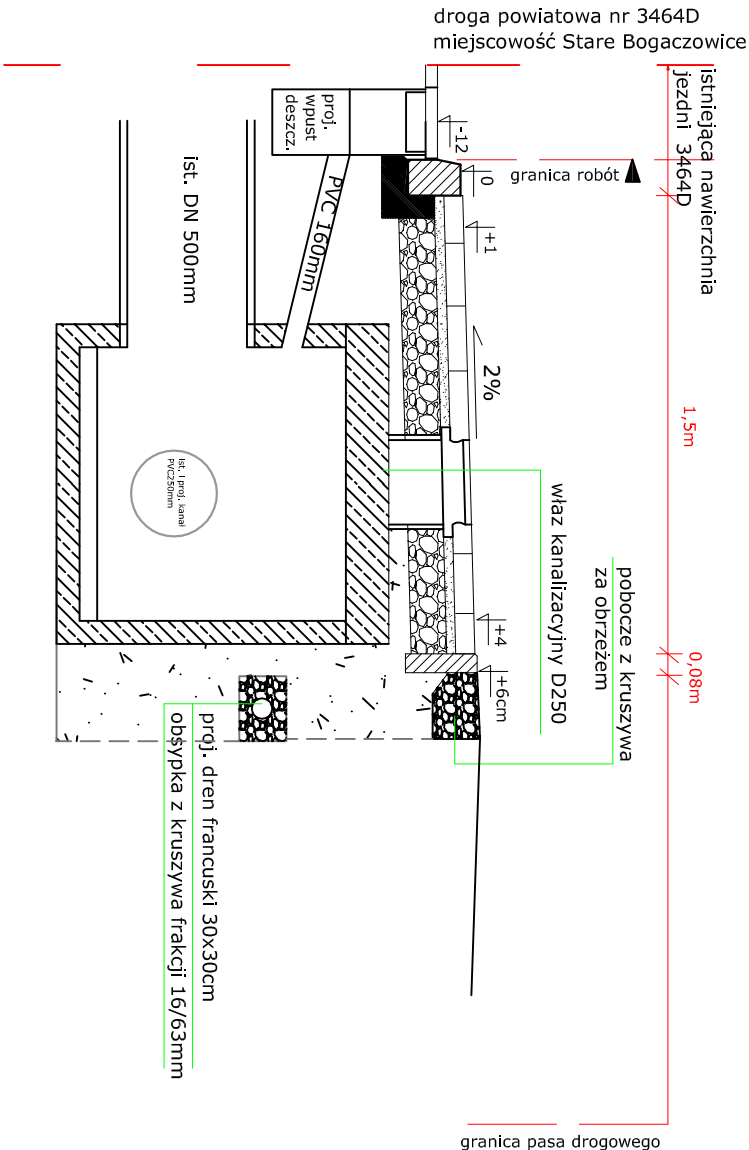 droga powiatowa nr 3464D
miejscowość Stare Bogaczowice
istniejąca nawierzchnia
jezdni 3464D
granica robót
proj.
wpust
deszcz.
-12
0
+1
PVC 160mm
ist. DN 500mm
2%
1,5m
ist. i proj. kanał
PVC250mm
właz kanalizacyjny D250
pobocze z kruszywa
za obrzeżem
+4
+6cm
0,08m
proj. dren francuski 30x30cm
obsypka z kruszywa frakcji 16/63mm
granica pasa drogowego